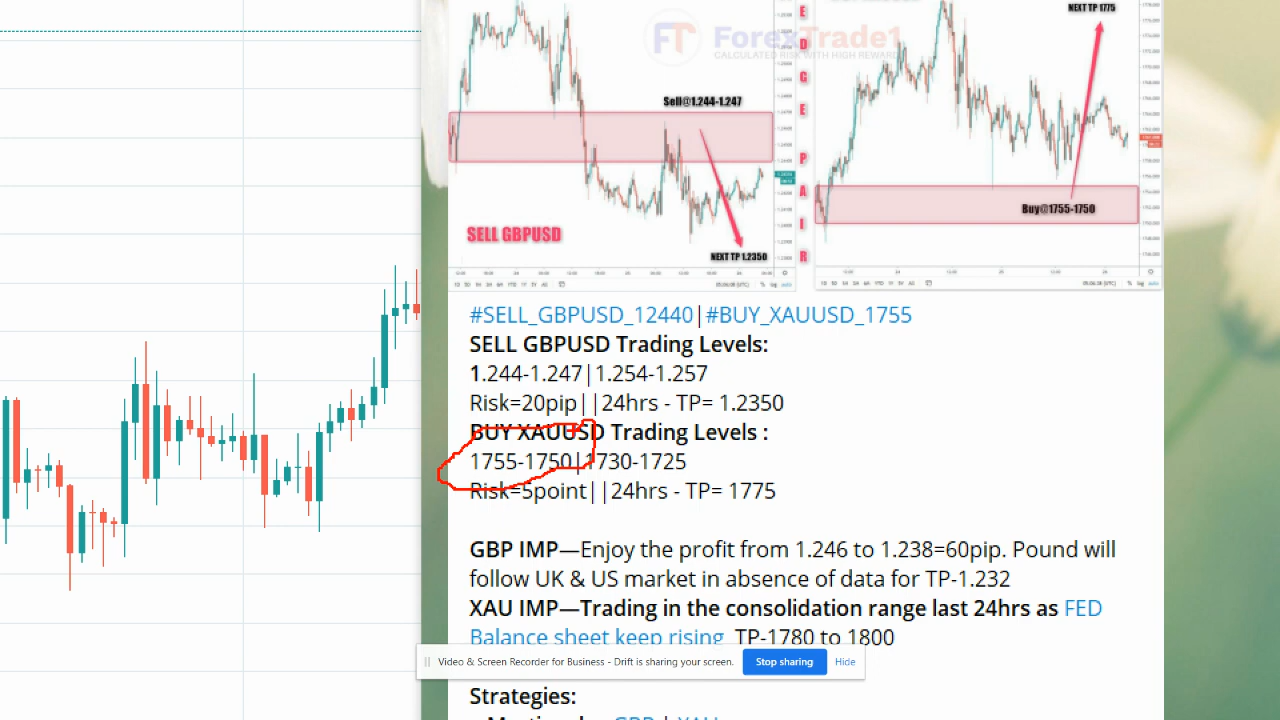 NEXT TP 1775
ForexTrade1
CALCULATED RISK WITH HIGH REWARD
Sell@1.244-1.247
E
D
G
E
P
A
I
R
Buy@1755-1750
SELL GBPUSD
NEXT TP 1.2350
#SELL_GBPUSD_12440|#BUY_XAUUSD_1755
SELL GBPUSD Trading Levels:
1.244-1.247|1.254-1.257
Risk=20pip||24hrs - TP= 1.2350
BUY XAUUSD Trading Levels :
1755-1750|1730-1725
Risk=5point||24hrs - TP= 1775
GBP IMP—Enjoy the profit from 1.246 to 1.238=60pip. Pound will
follow UK & US market in absence of data for TP-1.232
XAU IMP—Trading in the consolidation range last 24hrs as FED
Balance sheet keep rising TP-1780 to 1800
Video & Screen Recorder for Business - Drift is sharing your screen. Stop sharing Hide
Strategies:
GBP | XAU